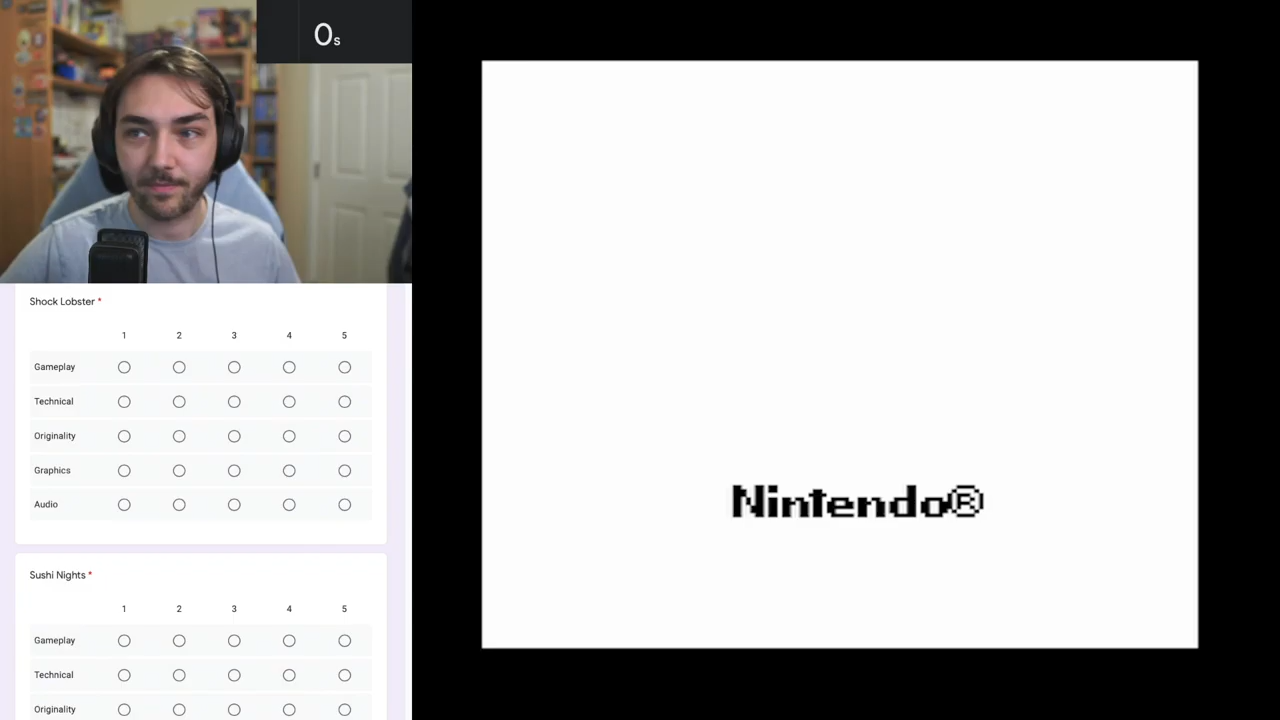 0s
Shock Lobster *
1 2 3 4 5
Gameplay
Technical
Originality
Graphics
Audio
Sushi Nights *
1 2 3 4 5
Gameplay
Technical
Originality
Nintendo®